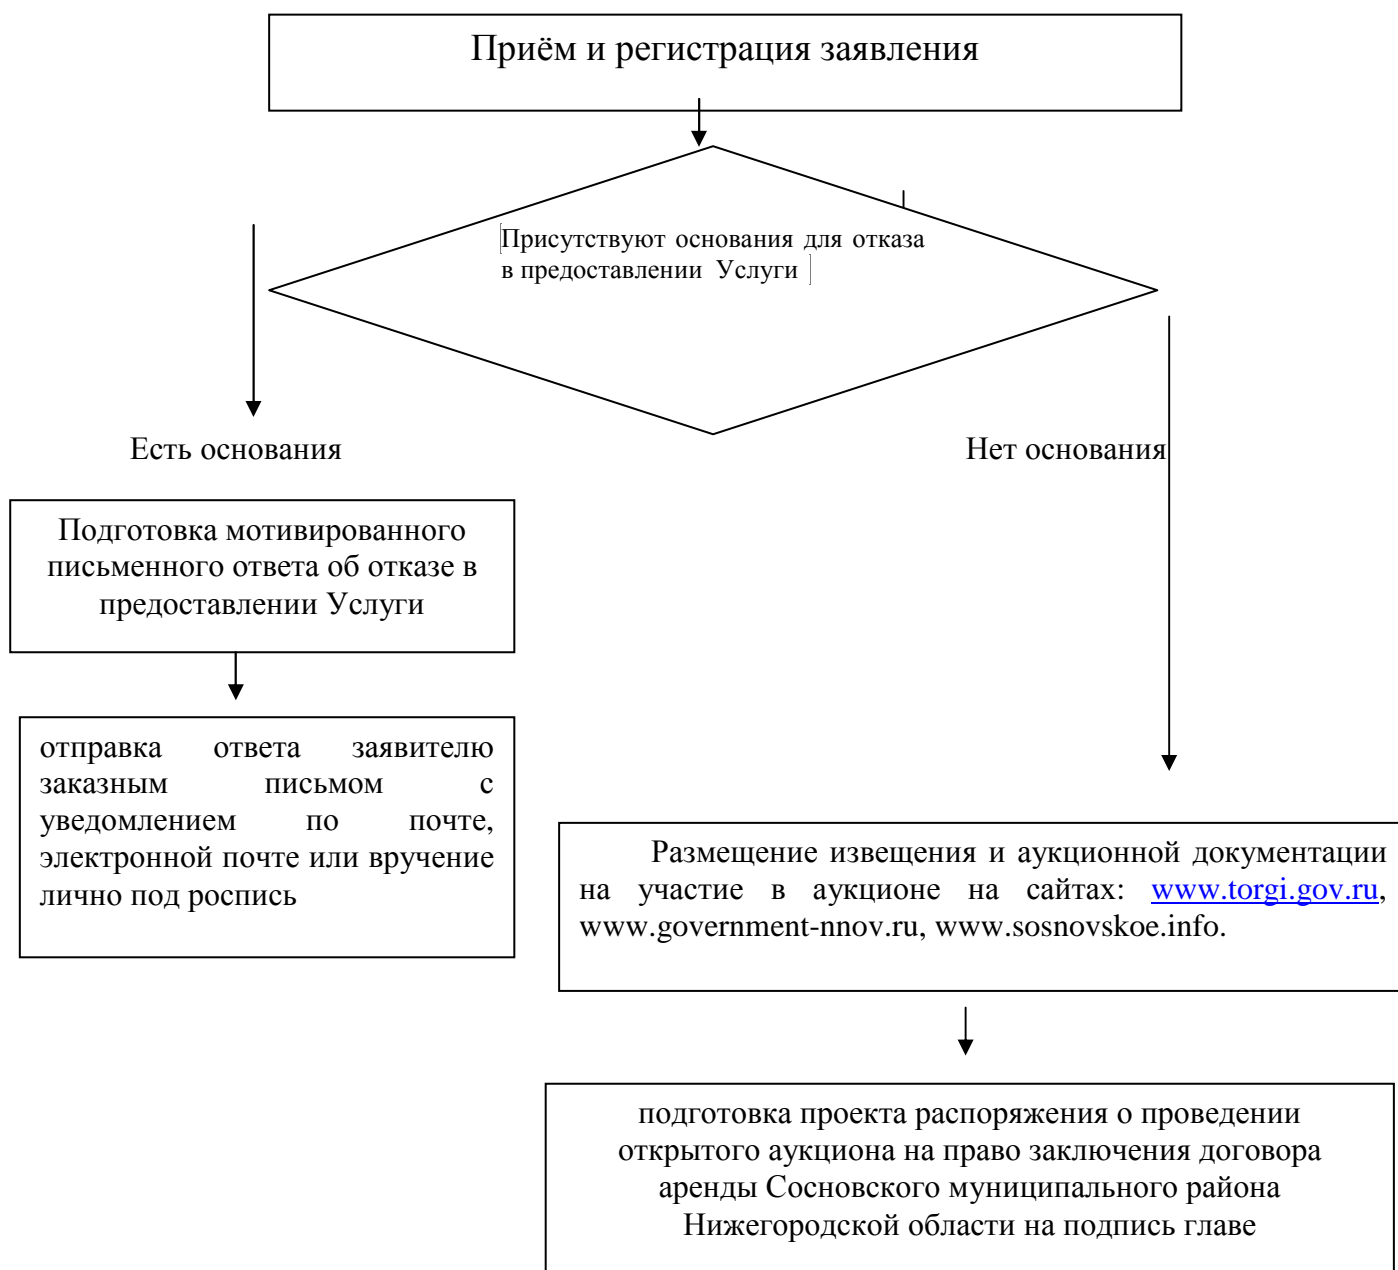 Приём и регистрация заявления
Присутствуют основания для отказа
в предоставлении Услуги
Есть основания
Нет основания
Подготовка мотивированного
письменного ответа об отказе в
предоставлении Услуги
отправка ответа заявителю
заказным письмом с
уведомлением по почте,
электронной почте или вручение
лично под роспись
Размещение извещения и аукционной документации
на участие в аукционе на сайтах: www.torgi.gov.ru,
www.government-nnov.ru, www.sosnovskoe.info.
подготовка проекта распоряжения о проведении
открытого аукциона на право заключения договора
аренды Сосновского муниципального района
Нижегородской области на подпись главе